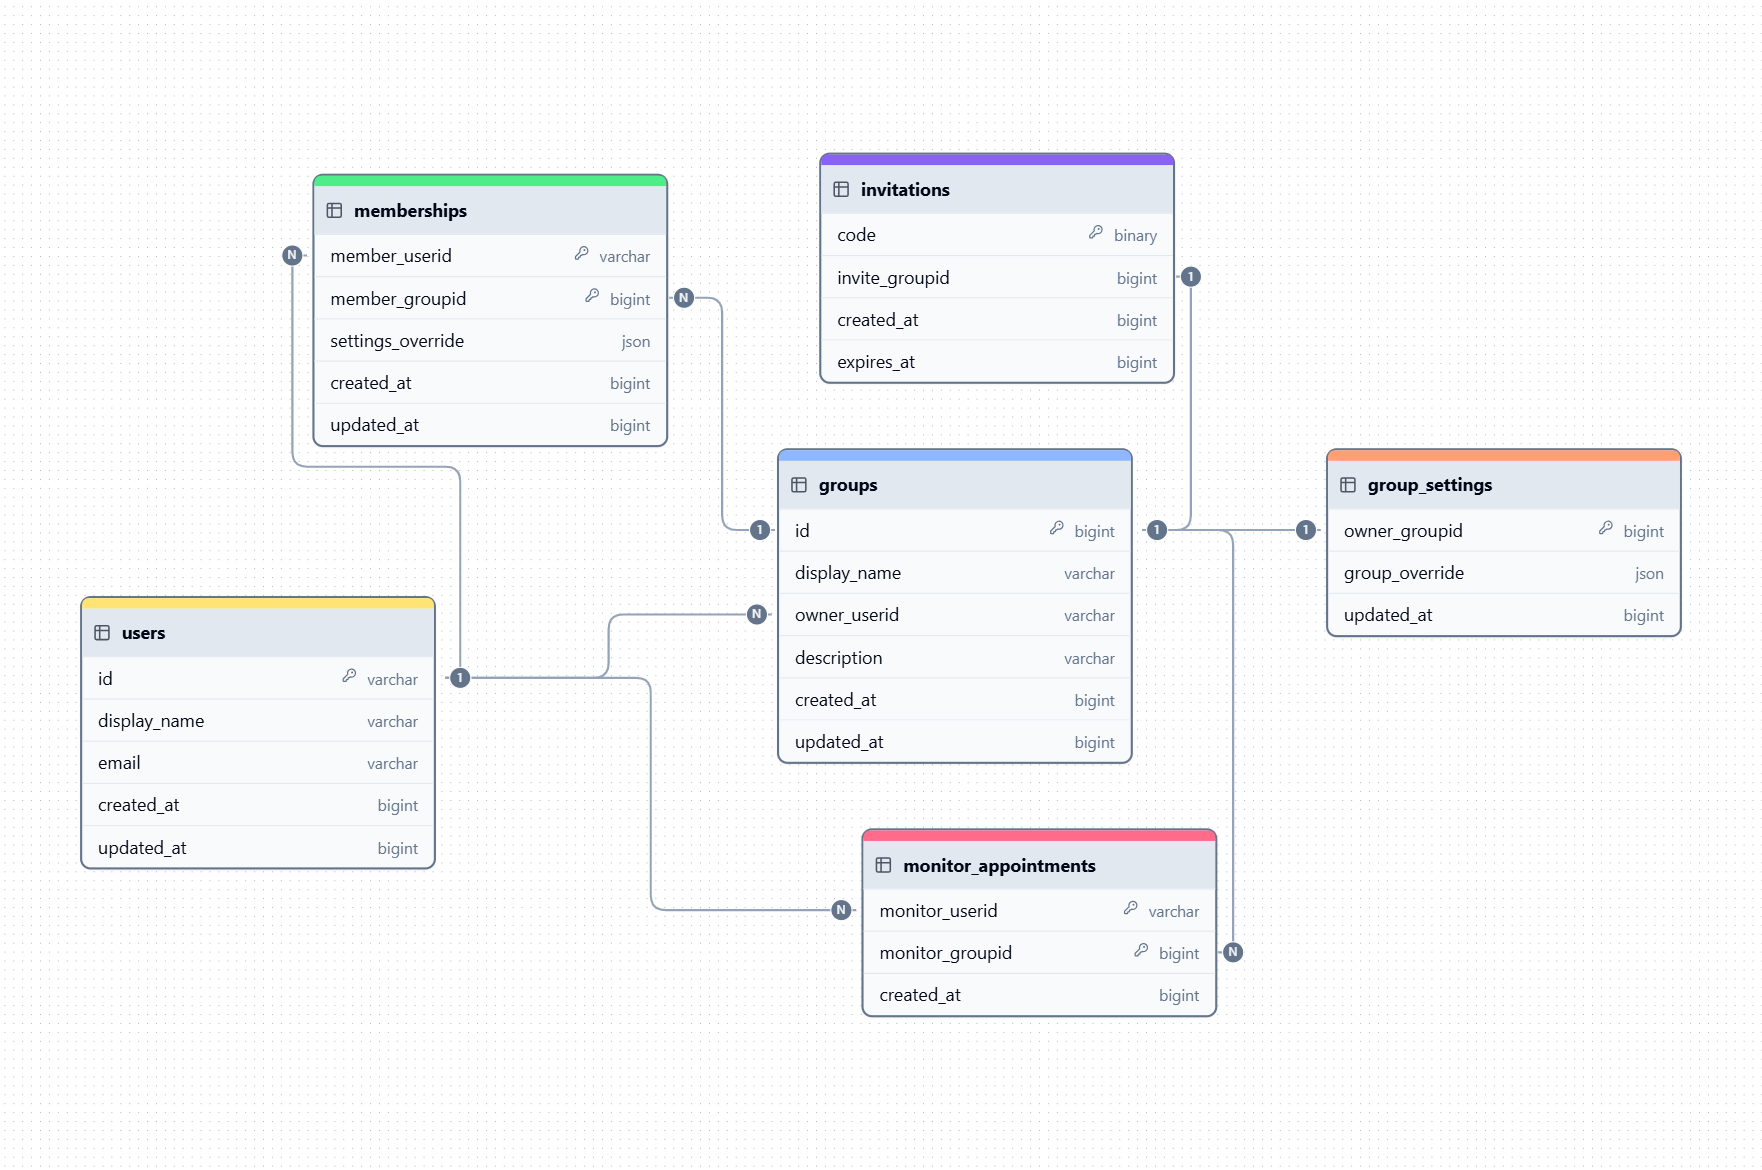 memberships
member_userid varchar
member_groupid bigint
settings_override json
created_at bigint
updated_at bigint
N
N
invitations
code binary
invite_groupid bigint
created_at bigint
expires_at bigint
1
groups
id bigint
display_name varchar
owner_userid varchar
description varchar
created_at bigint
updated_at bigint
1
1
N
group_settings
owner_groupid bigint
group_override json
updated_at bigint
1
users
id varchar
display_name varchar
email varchar
created_at bigint
updated_at bigint
1
monitor_appointments
monitor_userid varchar
monitor_groupid bigint
created_at bigint
N
N